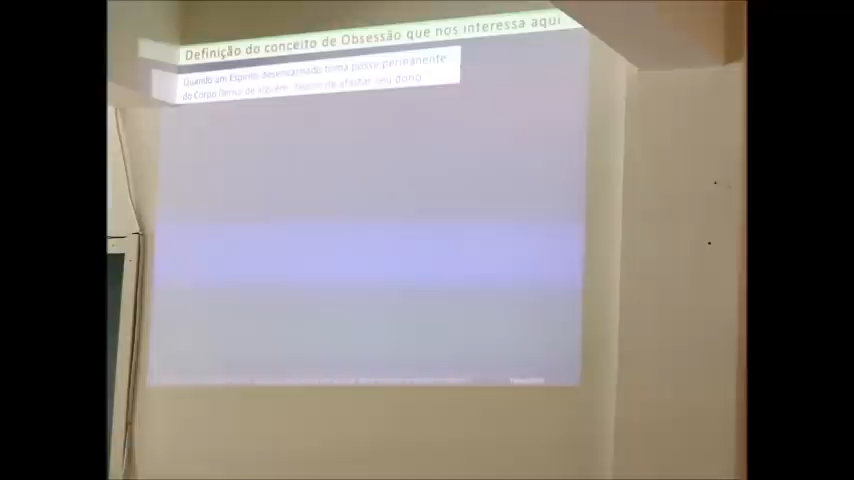 Definição do conceito de Obsessão que nos interessa aqui
Quando um Espírito desencarnado toma posse permanente
do Corpo Denso de alguém, depois de afastar seu dono